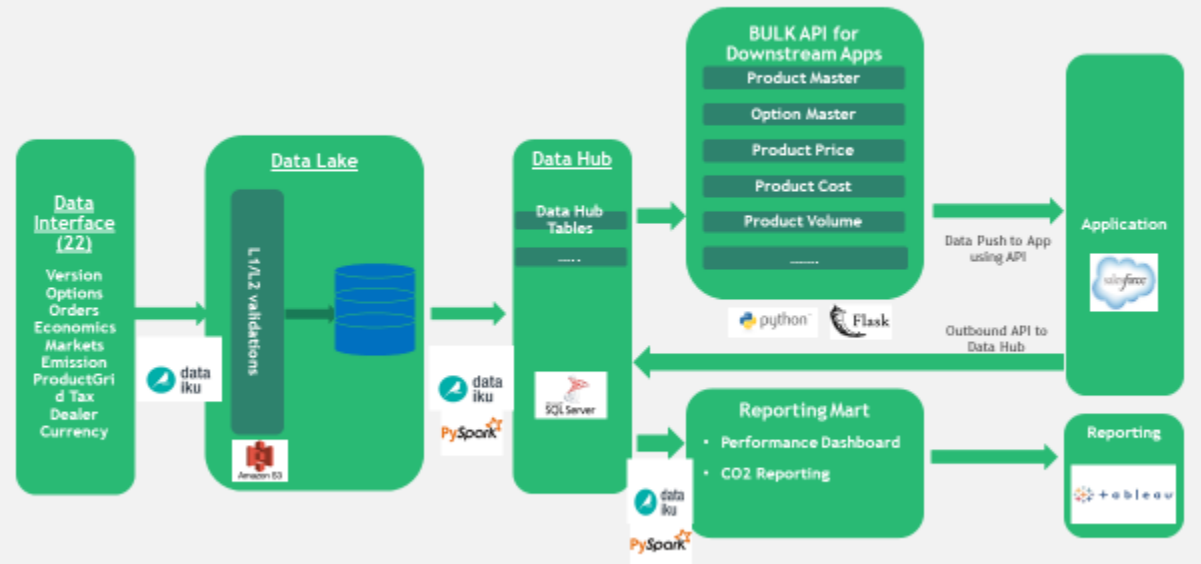 Data
Interface
(22)
Version
Options
Orders
Economics
Markets
Emission
ProductGri
d Tax
Dealer
Currency
data
iku
Data Lake
L1/L2 validations
Amazon S3
data
iku
PySpark
Data Hub
Data Hub
Tables
.....
SQL Server
BULK API for
Downstream Apps
Product Master
Option Master
Product Price
Product Cost
Product Volume
.......
python
Flask
Data Push to App
using API
Outbound API to
Data Hub
Application
salesforce
data
iku
PySpark
Reporting Mart
• Performance Dashboard
• CO2 Reporting
Reporting
tableau